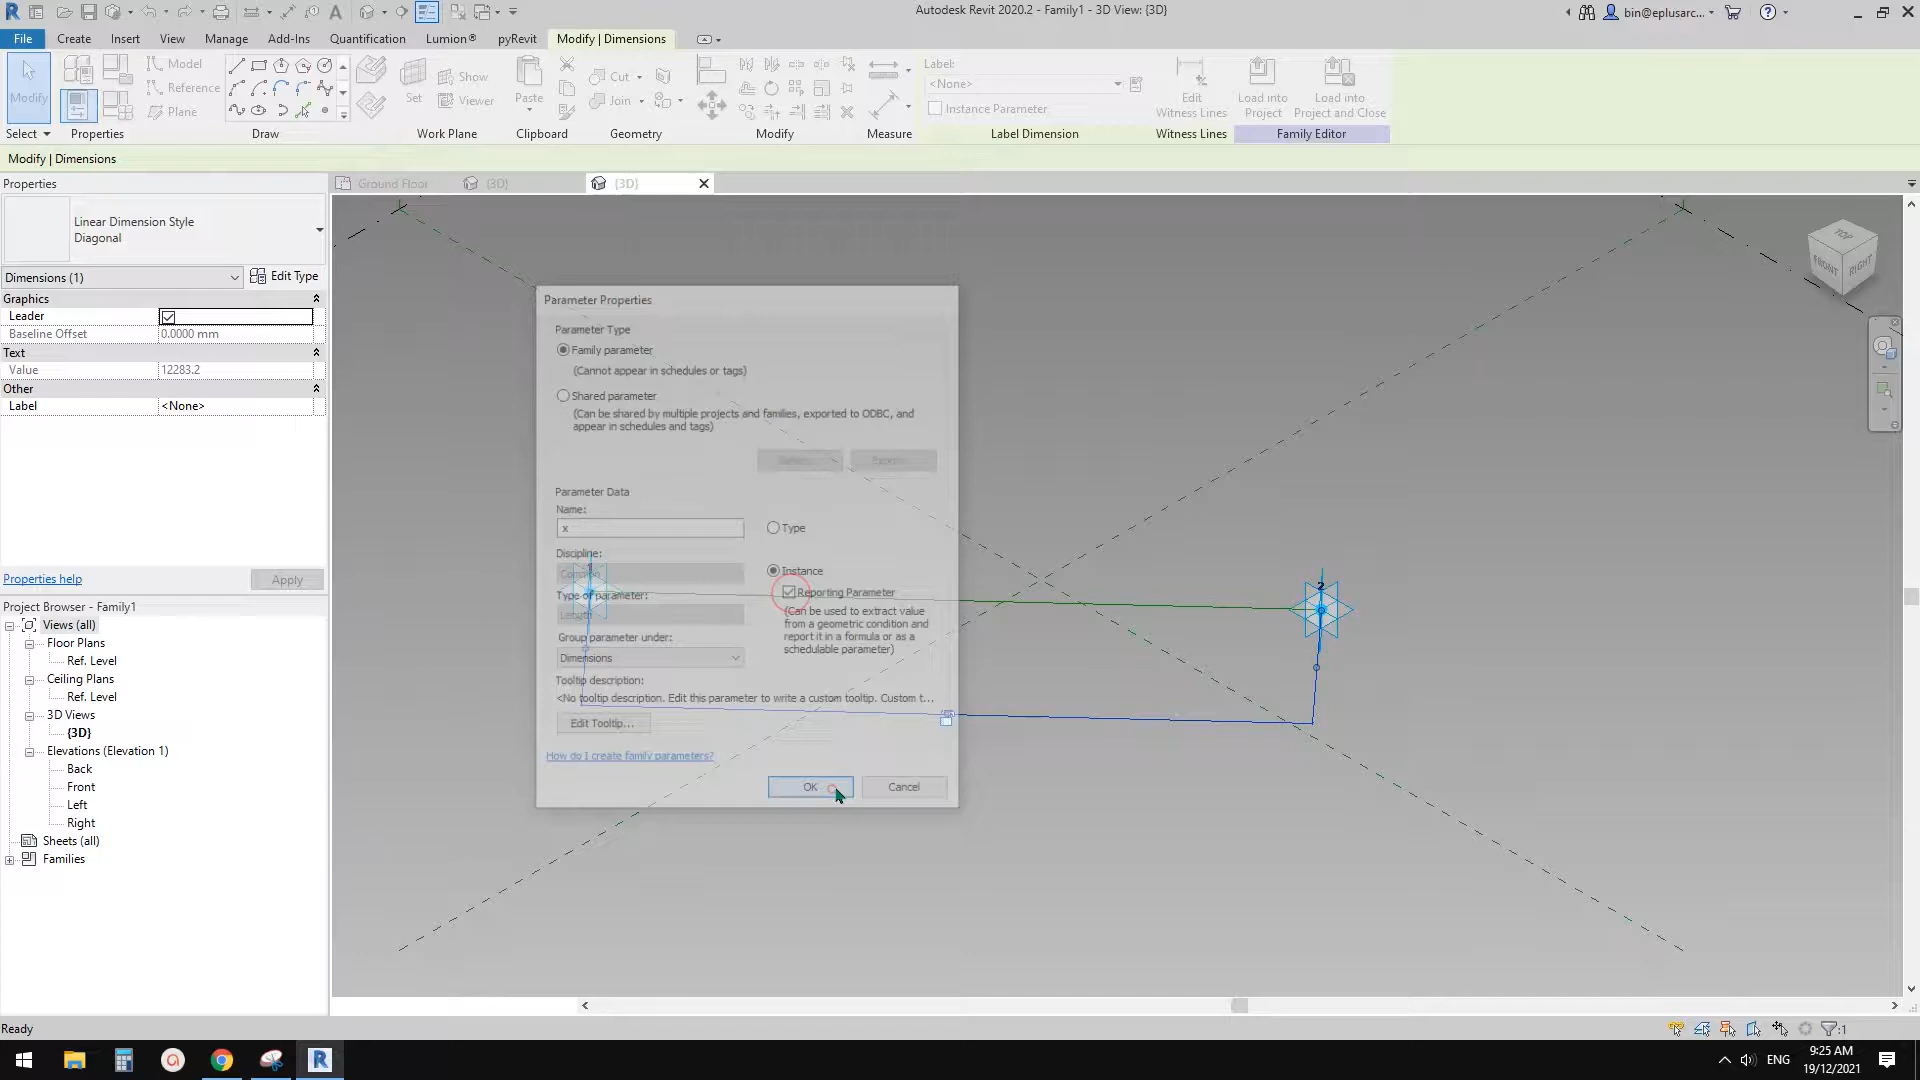 Autodesk Revit 2020.2 - Family1 - 3D View: {3D}
bin@eplusarc...
File Create Insert View Manage Add-Ins Quantification Lumion® pyRevit Modify | Dimensions
Modify
Model
Reference
Plane
Set
Show
Viewer
Paste
Cut
Join
Label:
<None>
Instance Parameter
Edit
Witness Lines
Load into
Project
Load into
Project and Close
Select Properties Draw Work Plane Clipboard Geometry Modify Measure Label Dimension Witness Lines Family Editor
Modify | Dimensions
Properties
Ground Floor {3D} {3D}
Linear Dimension Style
Diagonal
Dimensions (1)
Edit Type
Graphics
Leader
Baseline Offset 0.0000 mm
Text
Value 12283.2
Other
Label <None>
Properties help
Apply
Project Browser - Family1
Views (all)
Floor Plans
Ref. Level
Ceiling Plans
Ref. Level
3D Views
{3D}
Elevations (Elevation 1)
Back
Front
Left
Right
Sheets (all)
Families
Parameter Properties
Parameter Type
Family parameter
(Cannot appear in schedules or tags)
Shared parameter
(Can be shared by multiple projects and families, exported to ODBC, and
appear in schedules and tags)
Parameter Data
Name:
x
Type
Discipline:
Common
Instance
Type of parameter:
Length
Reporting Parameter
(Can be used to extract value
from a geometric condition and
report it in a formula or as a
schedulable parameter)
Group parameter under:
Dimensions
Tooltip description:
<No tooltip description. Edit this parameter to write a custom tooltip. Custom t...
Edit Tooltip...
How do I create family parameters?
OK
Cancel
1
2
TOP
FRONT
RIGHT
Ready
:1
ENG
9:25 AM
19/12/2021